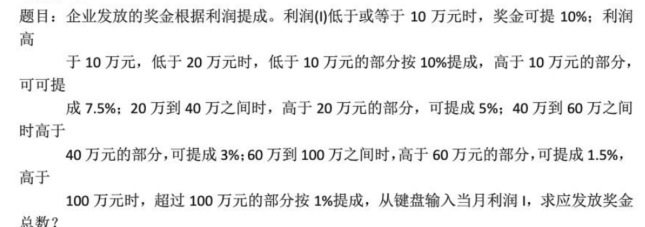 题目：企业发放的奖金根据利润提成。利润(I)低于或等于 10 万元时，奖金可提 10%；利润
高
于 10 万元，低于 20 万元时，低于 10 万元的部分按 10%提成，高于 10 万元的部分，
可可提
成 7.5%；20 万到 40 万之间时，高于 20 万元的部分，可提成 5%；40 万到 60 万之间
时高于
40 万元的部分，可提成 3%；60 万到 100 万之间时，高于 60 万元的部分，可提成 1.5%，
高于
100 万元时，超过 100 万元的部分按 1%提成，从键盘输入当月利润 I，求应发放奖金
总数？